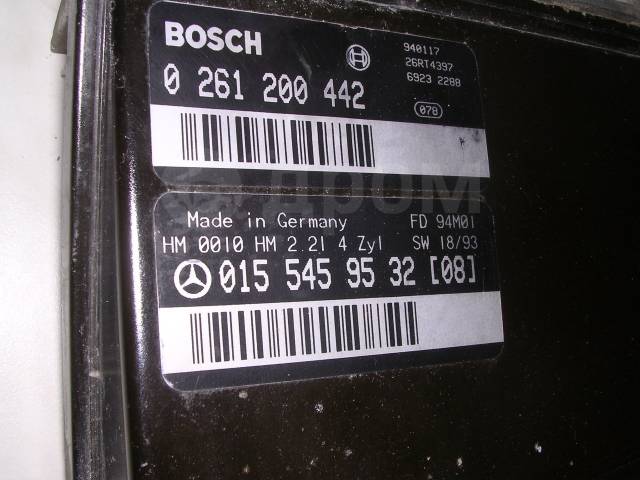 BOSCH
940117
26RT4397
6923 2288
0 261 200 442
078
дром
Made in Germany FD 94M01
HM 0010 HM 2.2l 4 Zyl SW 18/93
015 545 95 32 [08]